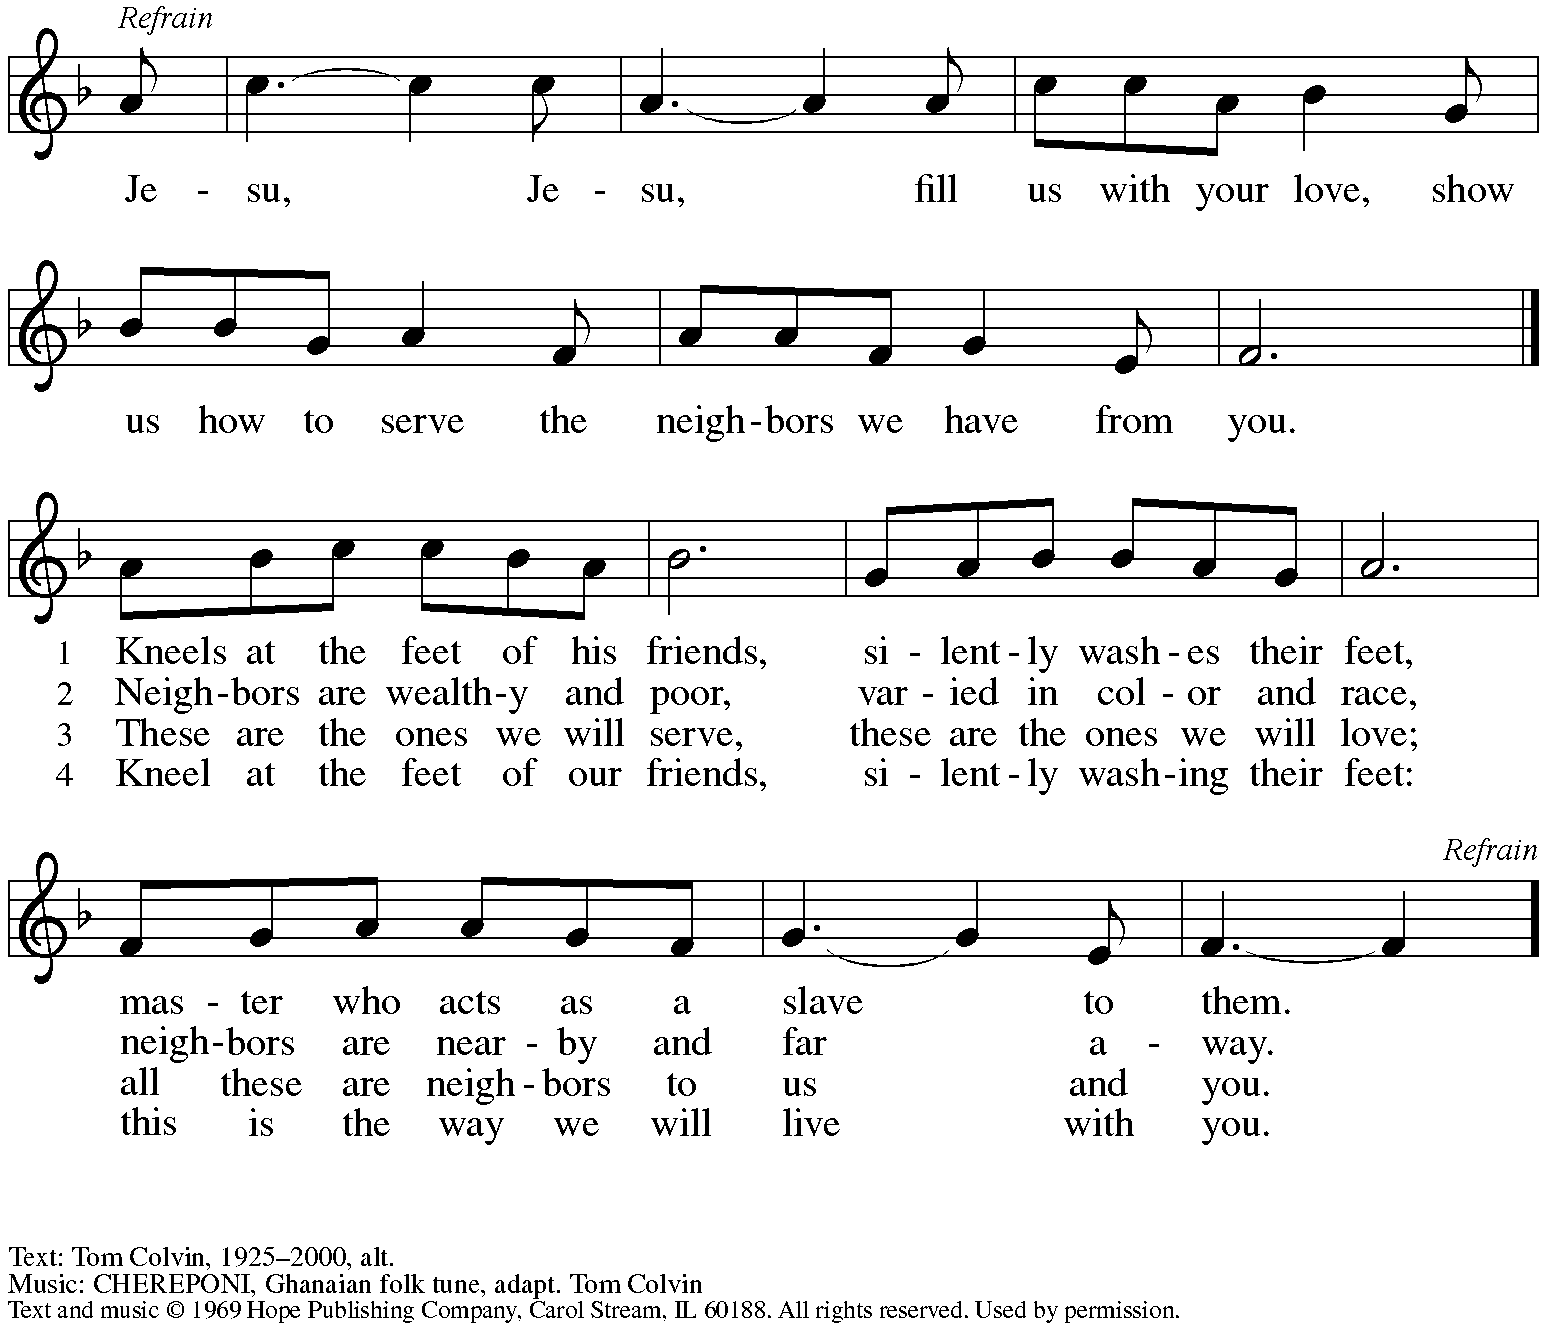 Refrain
Je - su, Je - su, fill us with your love, show
us how to serve the neigh - bors we have from you.
1 Kneels at the feet of his friends, si - lent - ly wash - es their feet,
2 Neigh - bors are wealth - y and poor, var - ied in col - or and race,
3 These are the ones we will serve, these are the ones we will love;
4 Kneel at the feet of our friends, si - lent - ly wash - ing their feet:
Refrain
mas - ter who acts as a slave to them.
neigh - bors are near - by and far a - way.
all these are neigh - bors to us and you.
this is the way we will live with you.
Text: Tom Colvin, 1925–2000, alt.
Music: CHEREPONI, Ghanaian folk tune, adapt. Tom Colvin
Text and music © 1969 Hope Publishing Company, Carol Stream, IL 60188. All rights reserved. Used by permission.